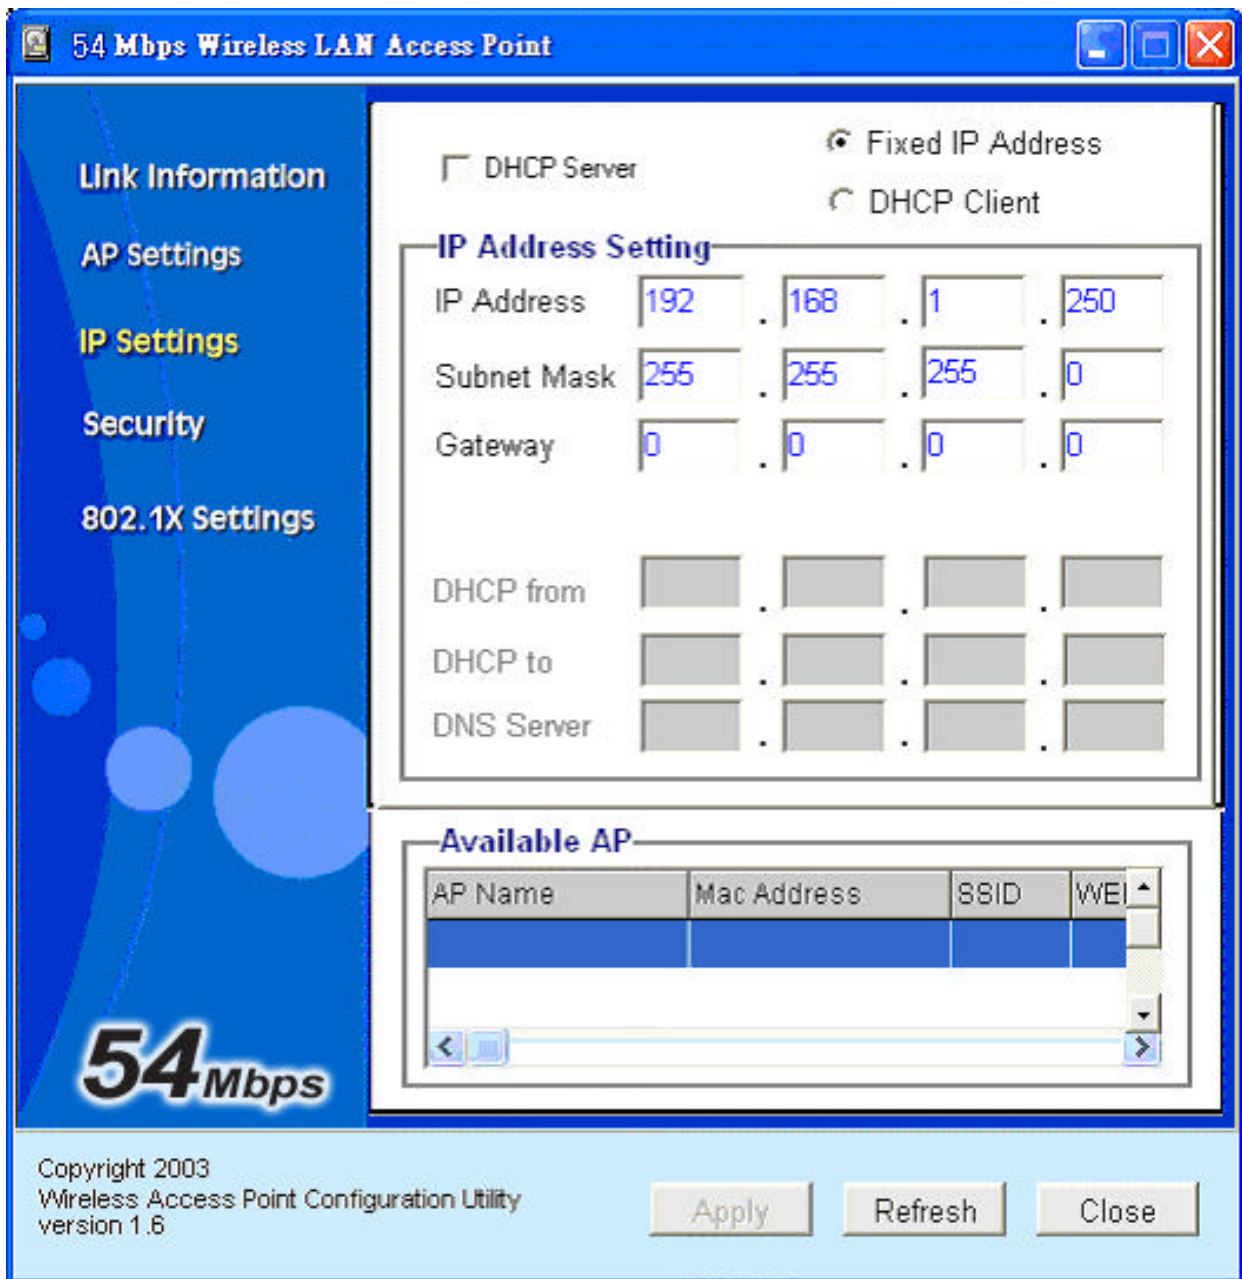 54 Mbps Wireless LAN Access Point
Link Information
AP Settings
IP Settings
Security
802.1X Settings
54Mbps
DHCP Server
Fixed IP Address
DHCP Client
IP Address Setting
IP Address 192 . 168 . 1 . 250
Subnet Mask 255 . 255 . 255 . 0
Gateway 0 . 0 . 0 . 0
DHCP from . . .
DHCP to . . .
DNS Server . . .
Available AP
AP Name Mac Address SSID
Copyright 2003
Wireless Access Point Configuration Utility
version 1.6
Apply Refresh Close